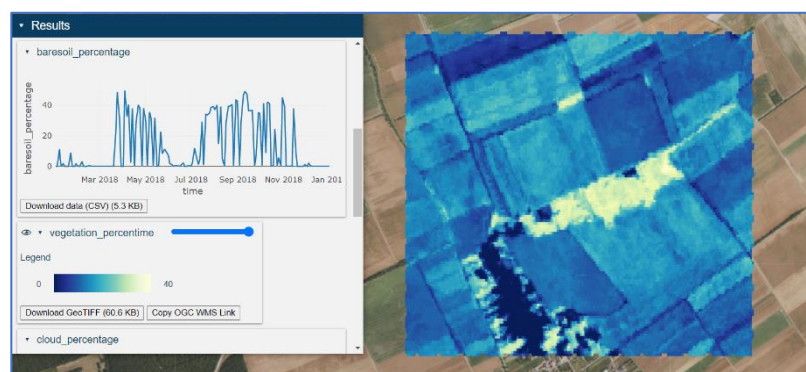 Results
baresoil_percentage
baresoil_percentage
40
20
0
Mar 2018 May 2018 Jul 2018 Sep 2018 Nov 2018 Jan 201
time
Download data (CSV) (5.3 KB)
vegetation_percentime
Legend
0 40
Download GeoTIFF (60.6 KB) Copy OGC WMS Link
cloud_percentage